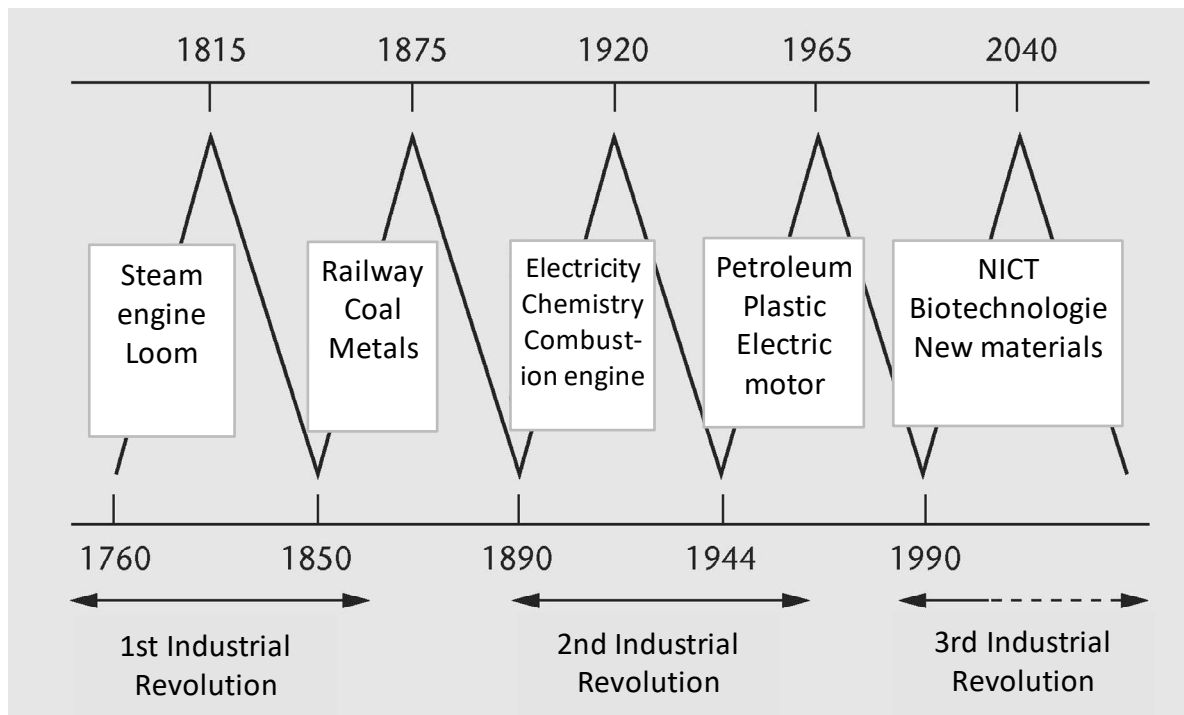 1815 1875 1920 1965 2040
Steam
engine
Loom
Railway
Coal
Metals
Electricity
Chemistry
Combust-
ion engine
Petroleum
Plastic
Electric
motor
NICT
Biotechnologie
New materials
1760 1850 1890 1944 1990
1st Industrial
Revolution
2nd Industrial
Revolution
3rd Industrial
Revolution